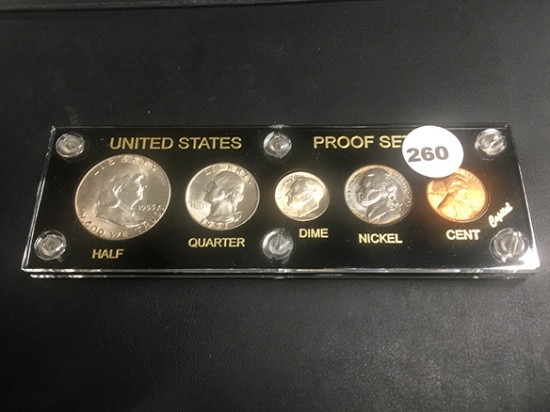 UNITED STATES PROOF SET
260
HALF
QUARTER
DIME
NICKEL
CENT
Capital